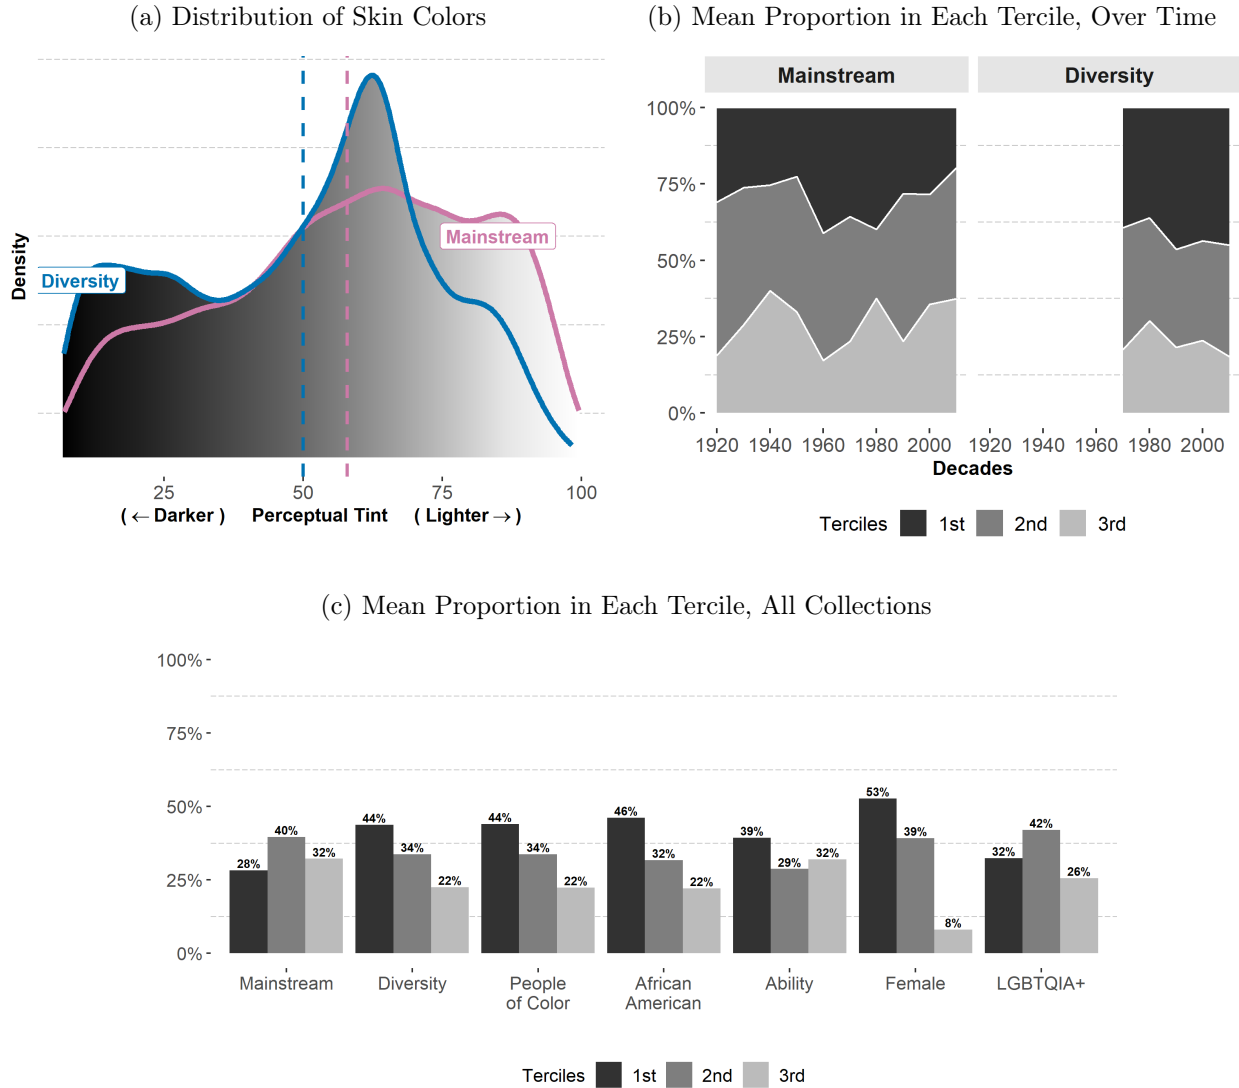 (a) Distribution of Skin Colors
Density
Diversity
Mainstream
25 50 75 100
( ← Darker ) Perceptual Tint ( Lighter → )
(b) Mean Proportion in Each Tercile, Over Time
Mainstream Diversity
100%
75%
50%
25%
0%
1920 1940 1960 1980 2000 1920 1940 1960 1980 2000
Decades
Terciles 1st 2nd 3rd
(c) Mean Proportion in Each Tercile, All Collections
100%
75%
50%
25%
0%
28% 40% 32%
44% 34% 22%
44% 34% 22%
46% 32% 22%
39% 29% 32%
53% 39% 8%
32% 42% 26%
Mainstream
Diversity
People
of Color
African
American
Ability
Female
LGBTQIA+
Terciles 1st 2nd 3rd